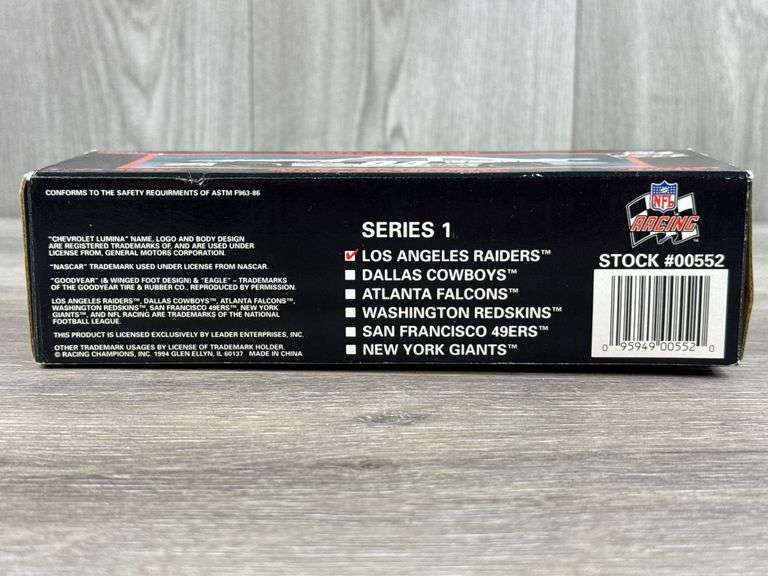 CONFORMS TO THE SAFETY REQUIRMENTS OF ASTM F963-86
"CHEVROLET LUMINA" NAME, LOGO AND BODY DESIGN
ARE REGISTERED TRADEMARKS OF, AND ARE USED UNDER
LICENSE FROM, GENERAL MOTORS CORPORATION.
"NASCAR" TRADEMARK USED UNDER LICENSE FROM NASCAR.
"GOODYEAR" (& WINGED FOOT DESIGN) & "EAGLE" – TRADEMARKS
OF THE GOODYEAR TIRE & RUBBER CO., REPRODUCED BY PERMISSION.
LOS ANGELES RAIDERS™, DALLAS COWBOYS™, ATLANTA FALCONS™,
WASHINGTON REDSKINS™, SAN FRANCISCO 49ERS™, NEW YORK
GIANTS™, AND NFL RACING ARE TRADEMARKS OF THE NATIONAL
FOOTBALL LEAGUE.
THIS PRODUCT IS LICENSED EXCLUSIVELY BY LEADER ENTERPRISES, INC.
OTHER TRADEMARK USAGES BY LICENSE OF TRADEMARK HOLDER.
© RACING CHAMPIONS, INC. 1994 GLEN ELLYN, IL 60137 MADE IN CHINA
SERIES 1
LOS ANGELES RAIDERS™
DALLAS COWBOYS™
ATLANTA FALCONS™
WASHINGTON REDSKINS™
SAN FRANCISCO 49ERS™
NEW YORK GIANTS™
NFL
RACING™
STOCK #00552
0 95949 00552 0